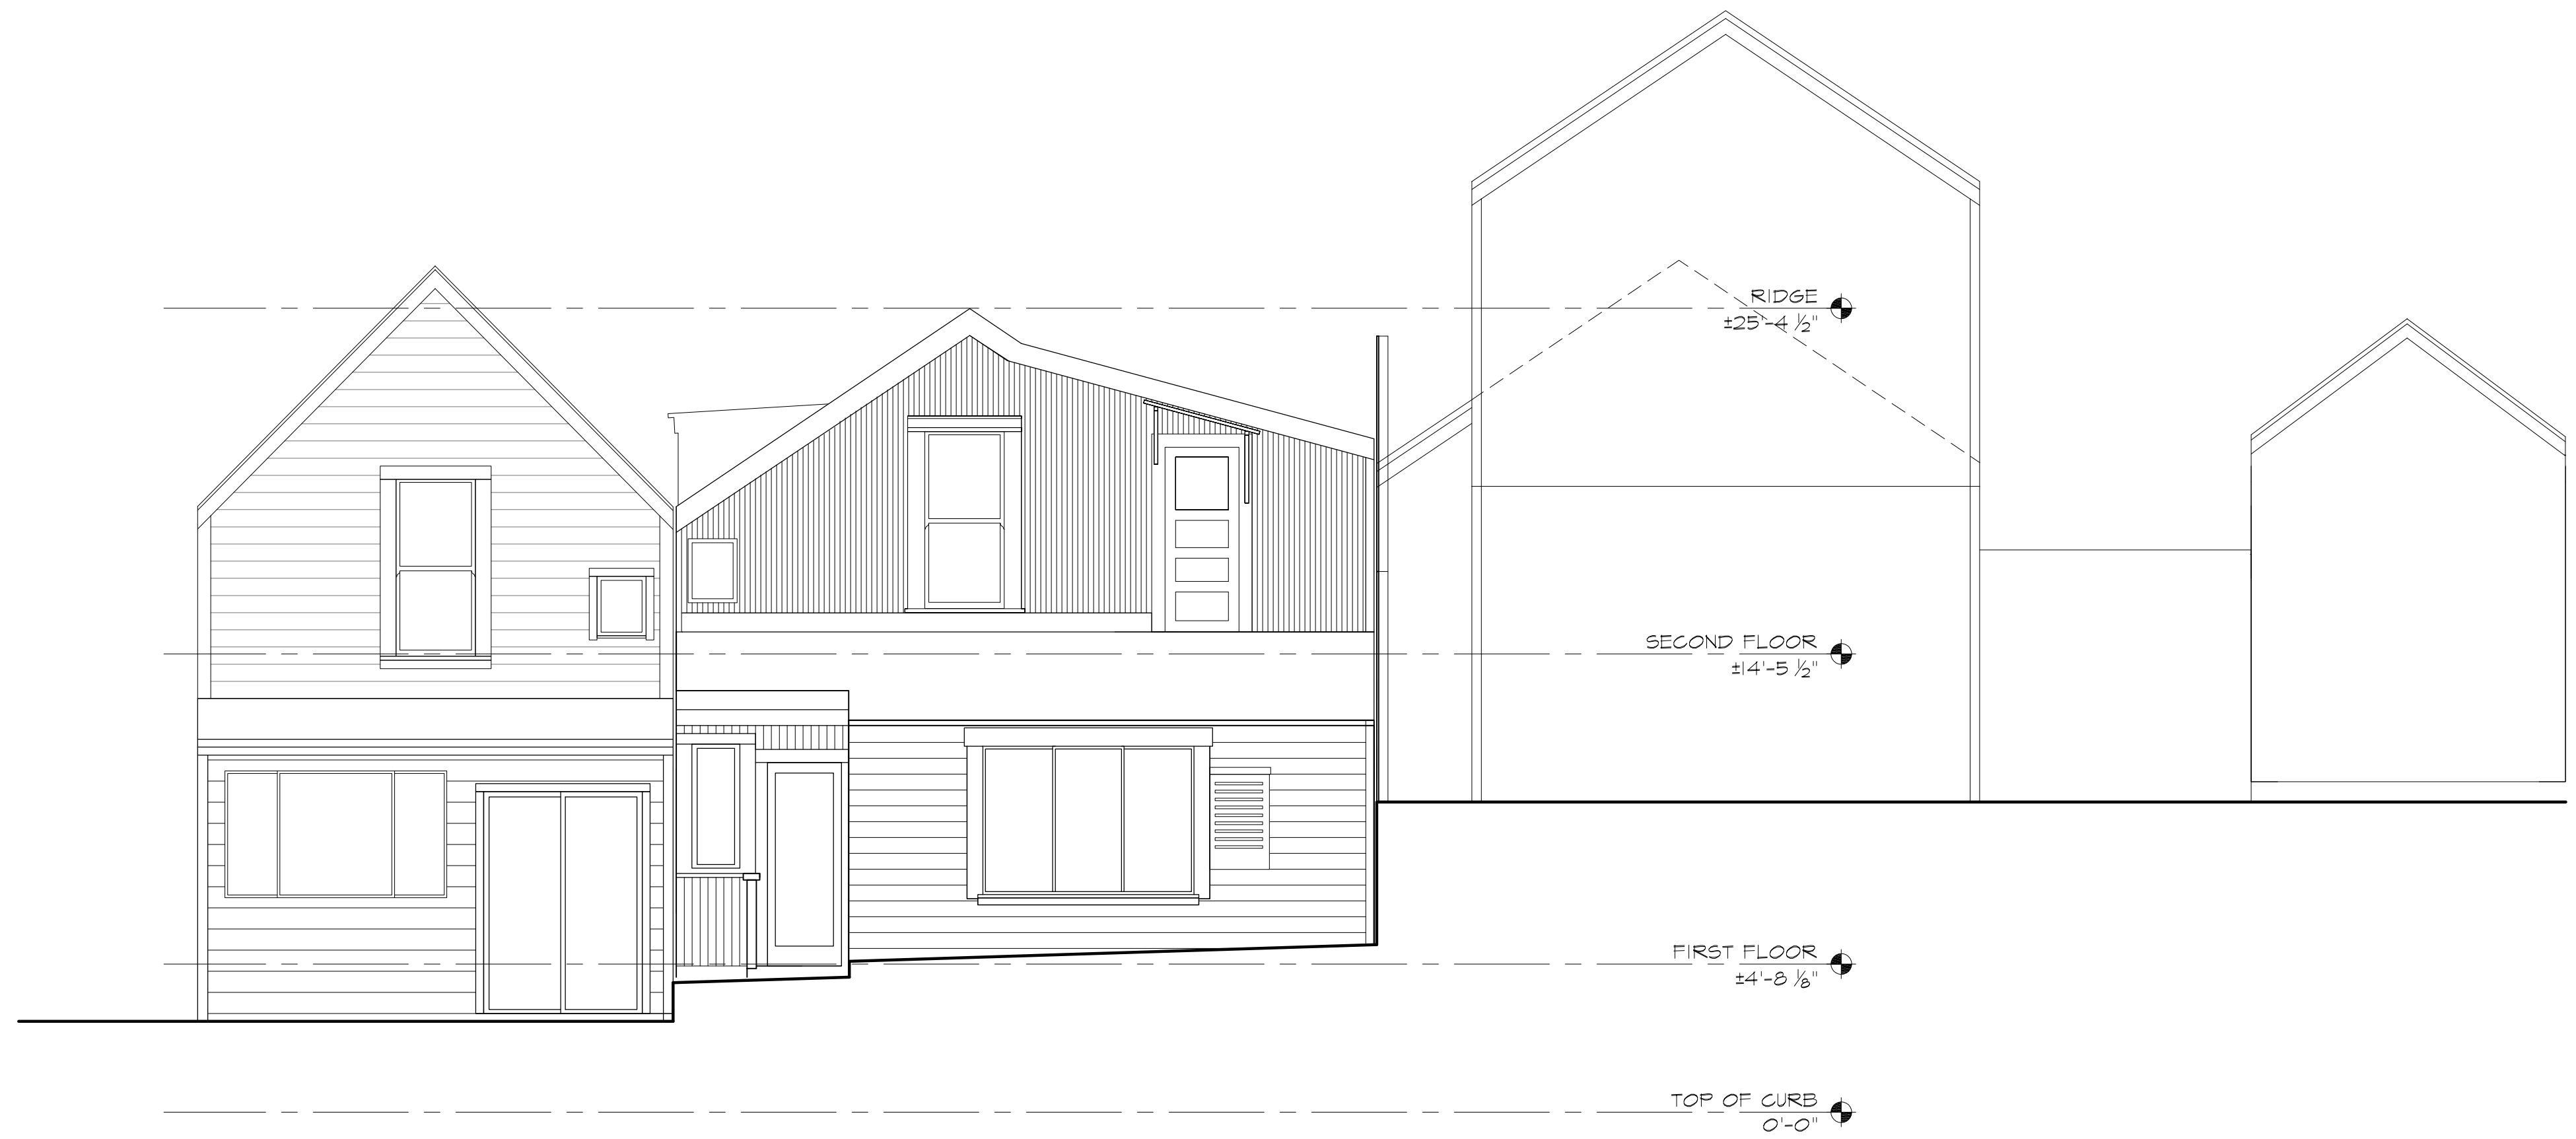 RIDGE
±25'-4 ½"
SECOND FLOOR
±14'-5 ½"
FIRST FLOOR
±4'-8 ⅛"
TOP OF CURB
0'-0"